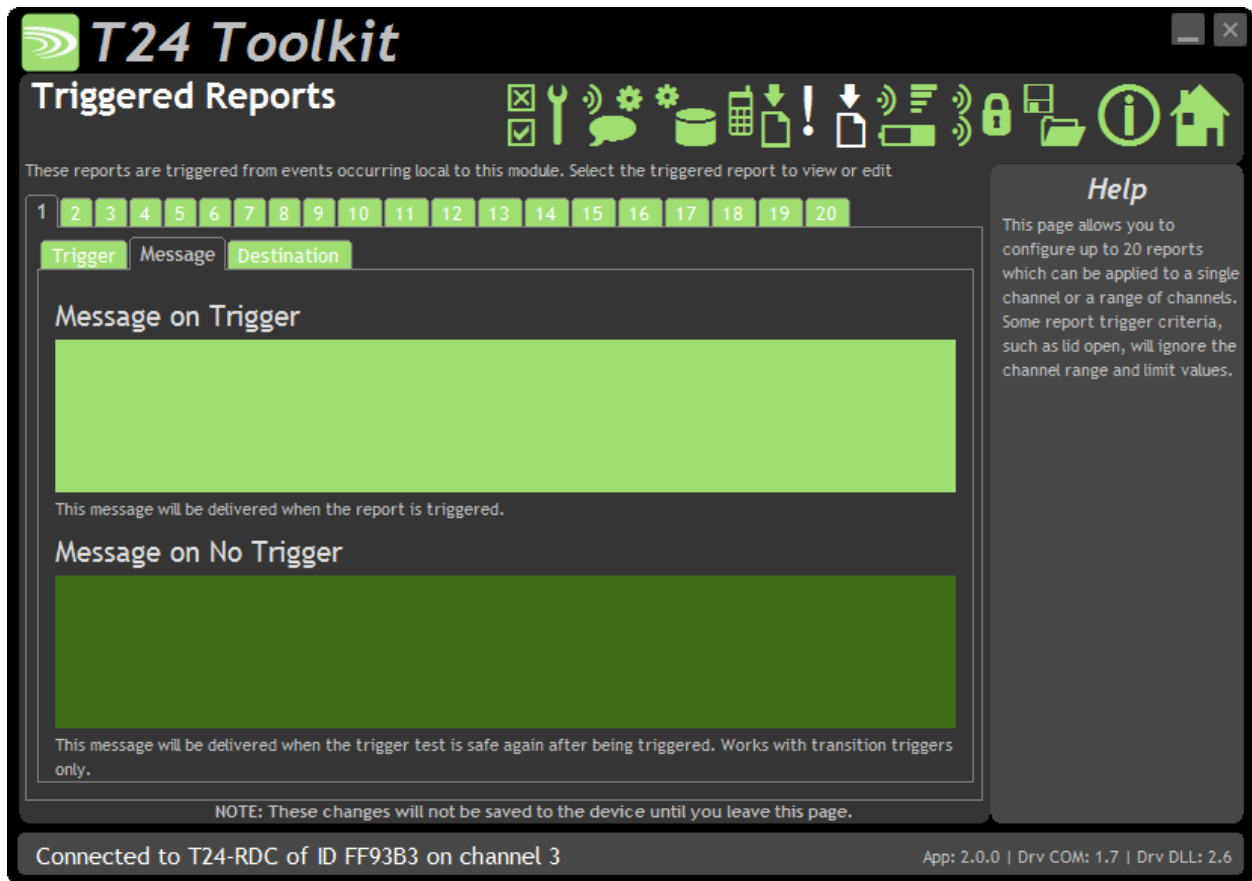 T24 Toolkit
Triggered Reports
These reports are triggered from events occurring local to this module. Select the triggered report to view or edit
1 2 3 4 5 6 7 8 9 10 11 12 13 14 15 16 17 18 19 20
Trigger Message Destination
Message on Trigger
This message will be delivered when the report is triggered.
Message on No Trigger
This message will be delivered when the trigger test is safe again after being triggered. Works with transition triggers
only.
NOTE: These changes will not be saved to the device until you leave this page.
Help
This page allows you to
configure up to 20 reports
which can be applied to a single
channel or a range of channels.
Some report trigger criteria,
such as lid open, will ignore the
channel range and limit values.
Connected to T24-RDC of ID FF93B3 on channel 3
App: 2.0.0 | Drv COM: 1.7 | Drv DLL: 2.6